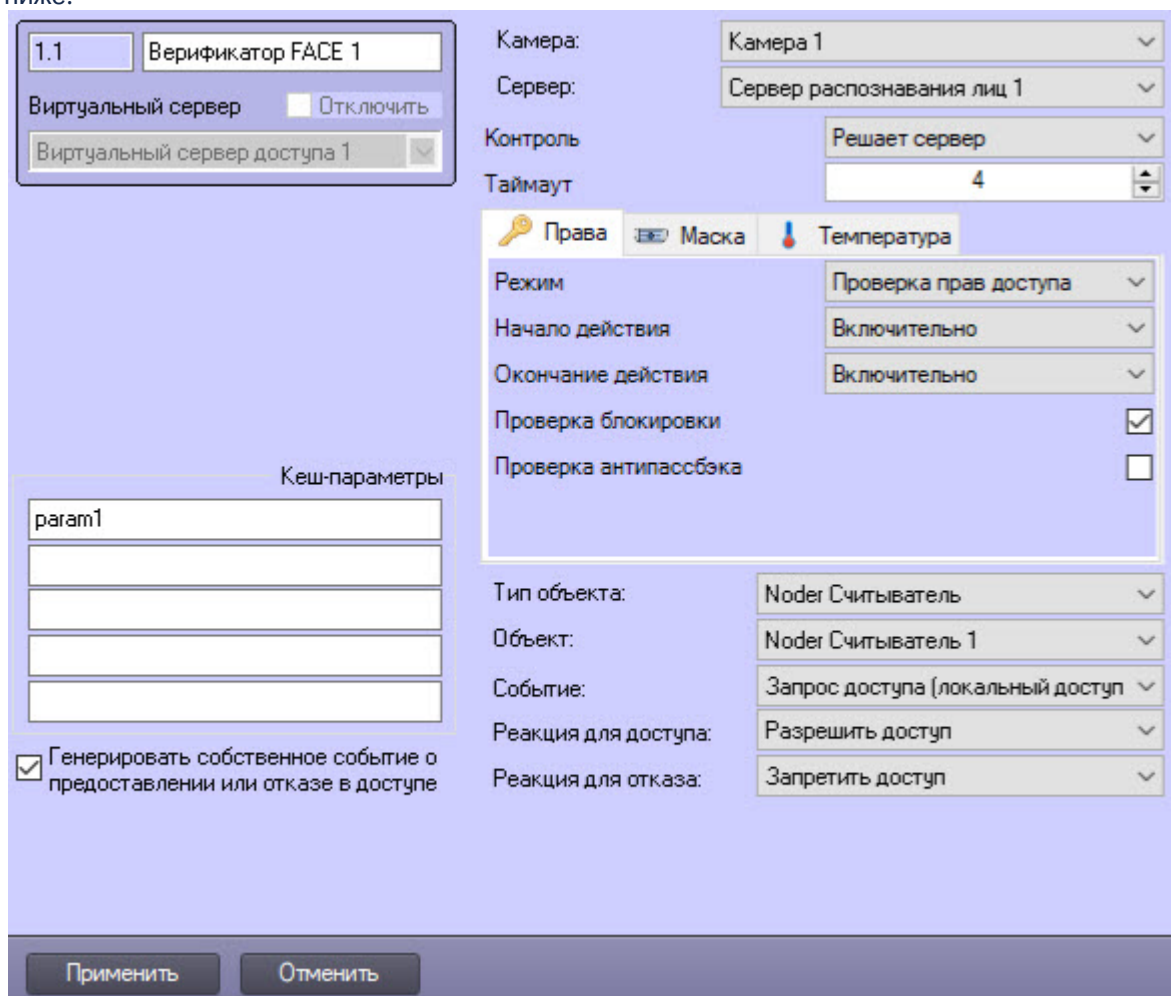 ниже.
1.1 Верификатор FACE 1
Виртуальный сервер Отключить
Виртуальный сервер доступа 1
Кеш-параметры
param1
Генерировать собственное событие о
предоставлении или отказе в доступе
Камера: Камера 1
Сервер: Сервер распознавания лиц 1
Контроль Решает сервер
Таймаут 4
Права Маска Температура
Режим Проверка прав доступа
Начало действия Включительно
Окончание действия Включительно
Проверка блокировки
Проверка антипассбэка
Тип объекта: Noder Считыватель
Объект: Noder Считыватель 1
Событие: Запрос доступа (локальный доступ
Реакция для доступа: Разрешить доступ
Реакция для отказа: Запретить доступ
Применить Отменить